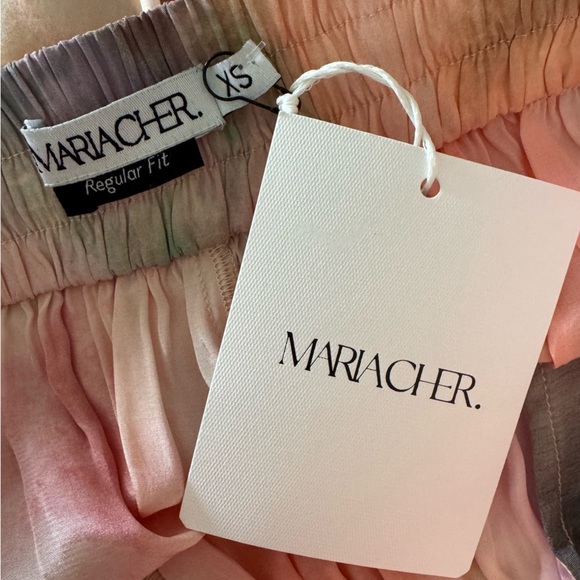 MARIACHER.
XS
Regular Fit
MARIACHER.